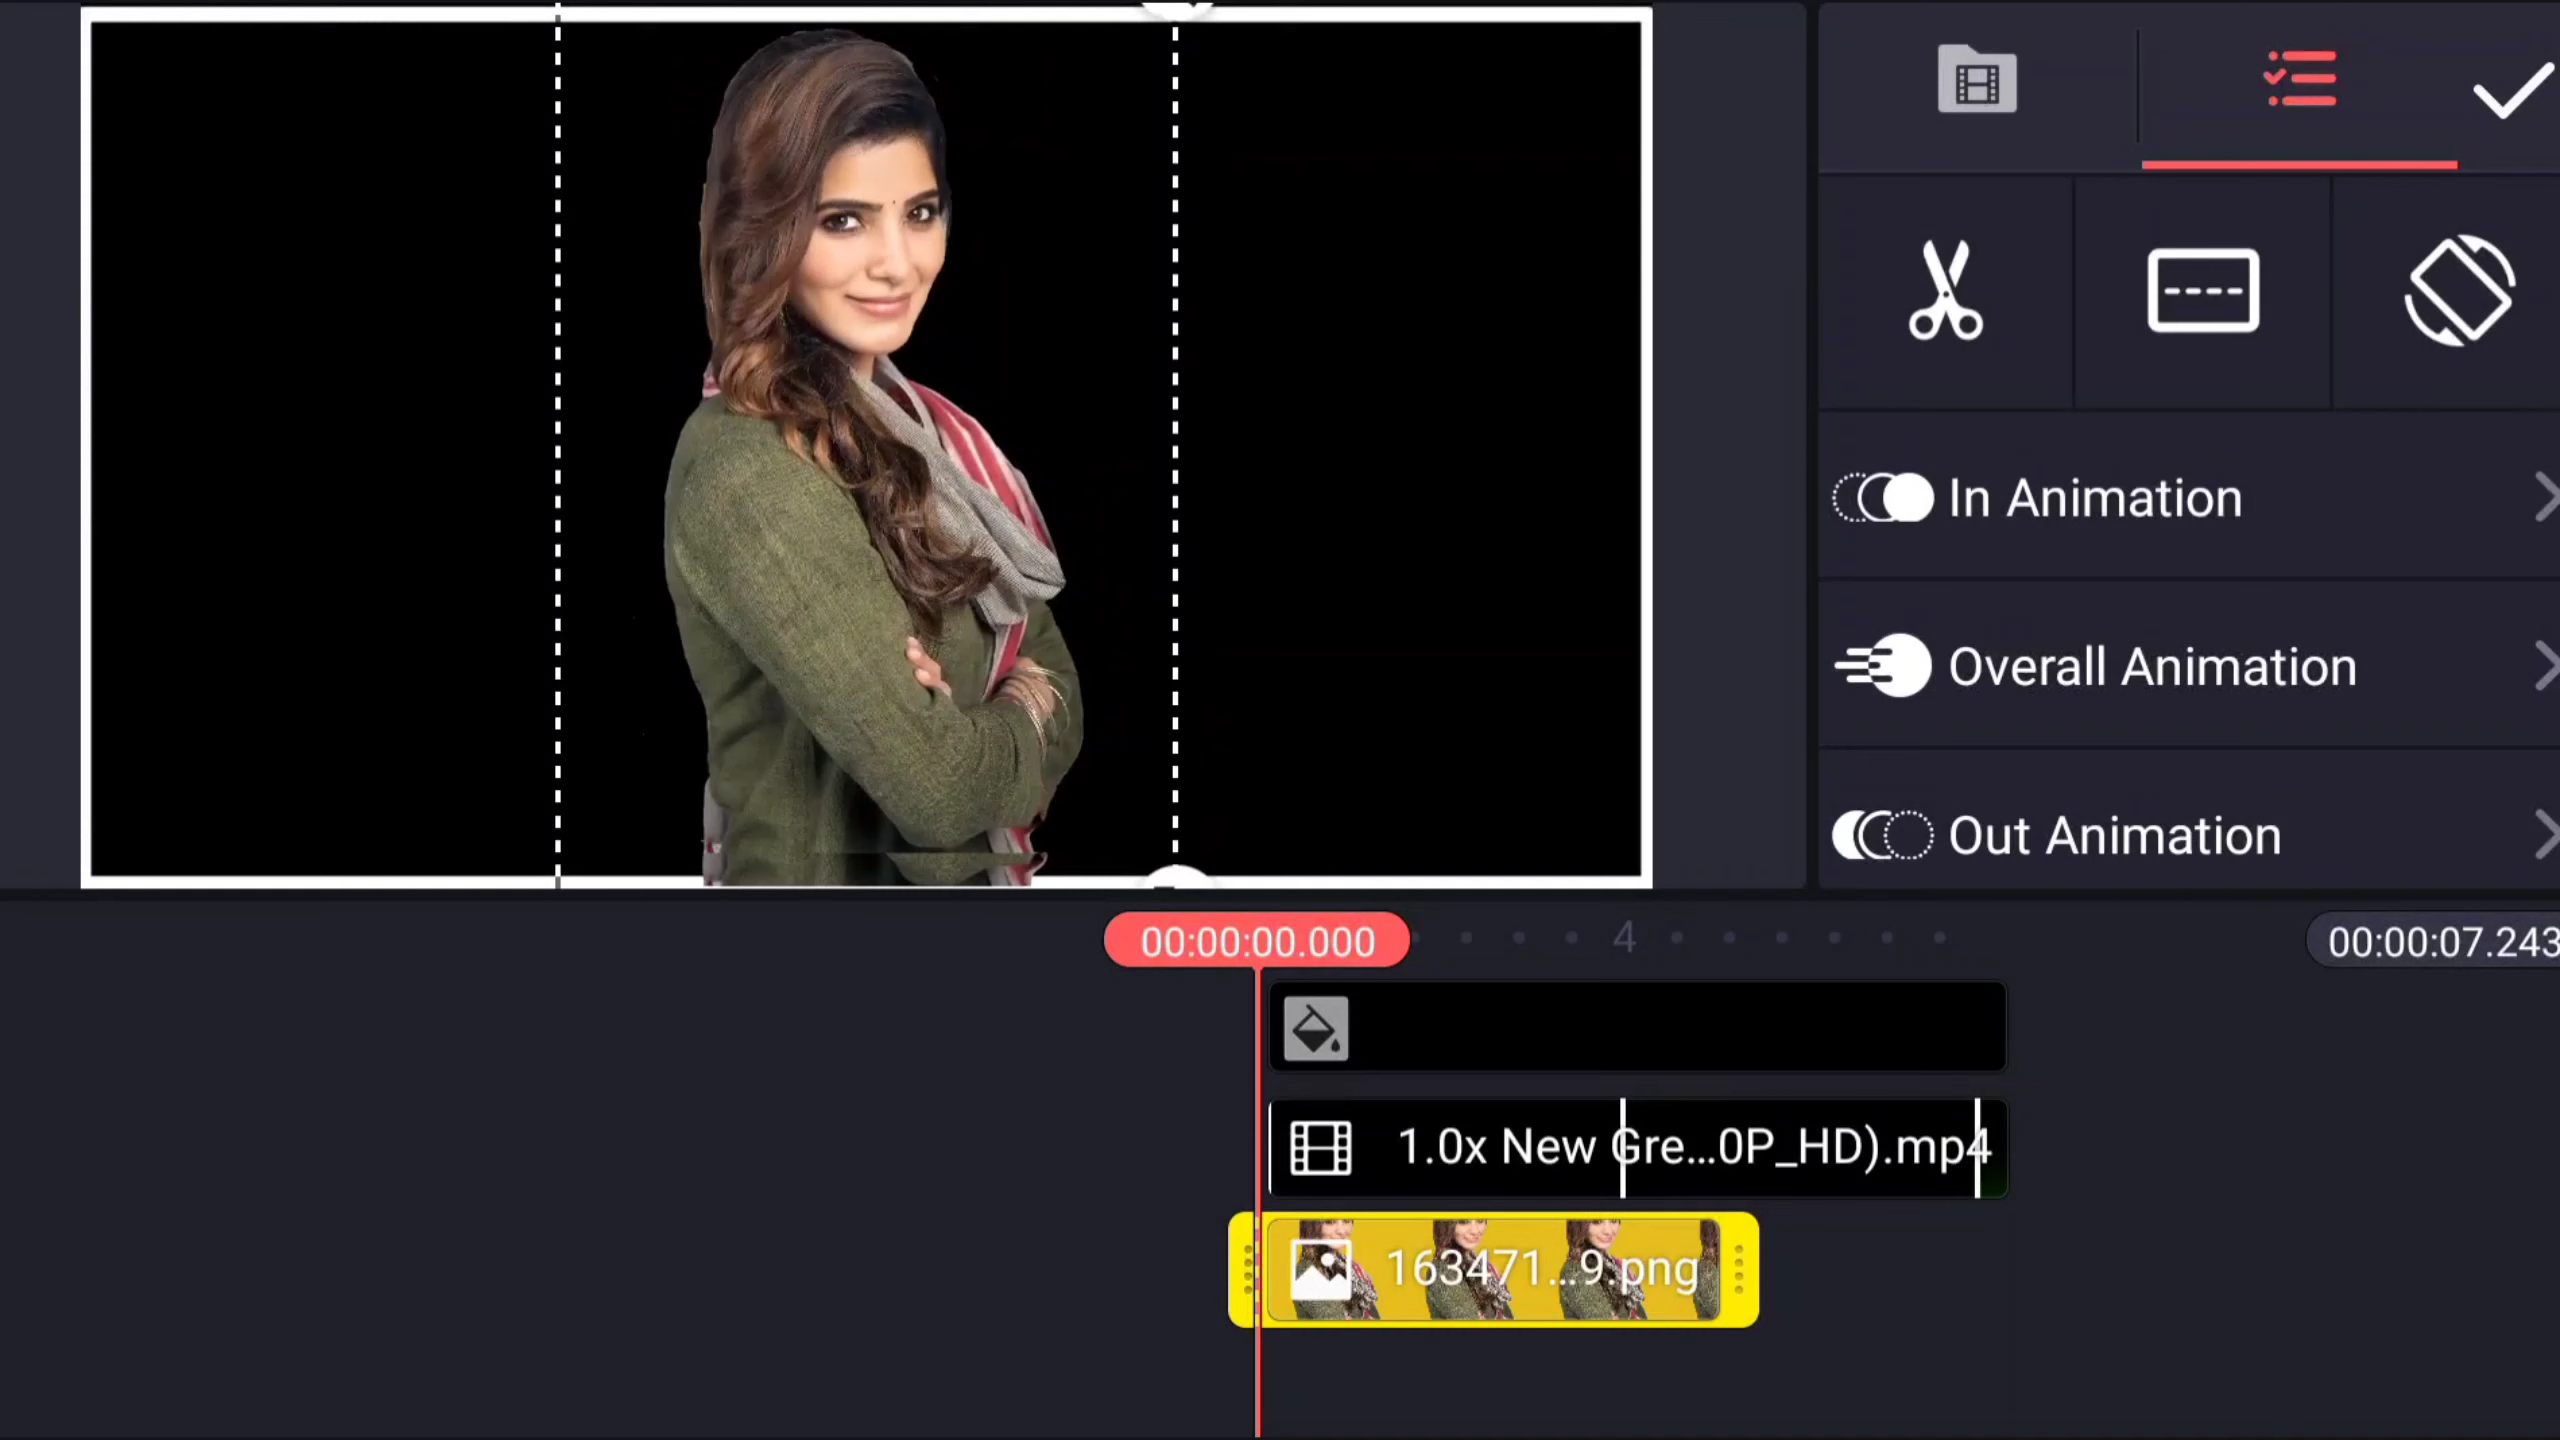 In Animation
Overall Animation
Out Animation
00:00:00.000
4
00:00:07.243
1.0x New Gre...0P_HD).mp4
163471...9.png